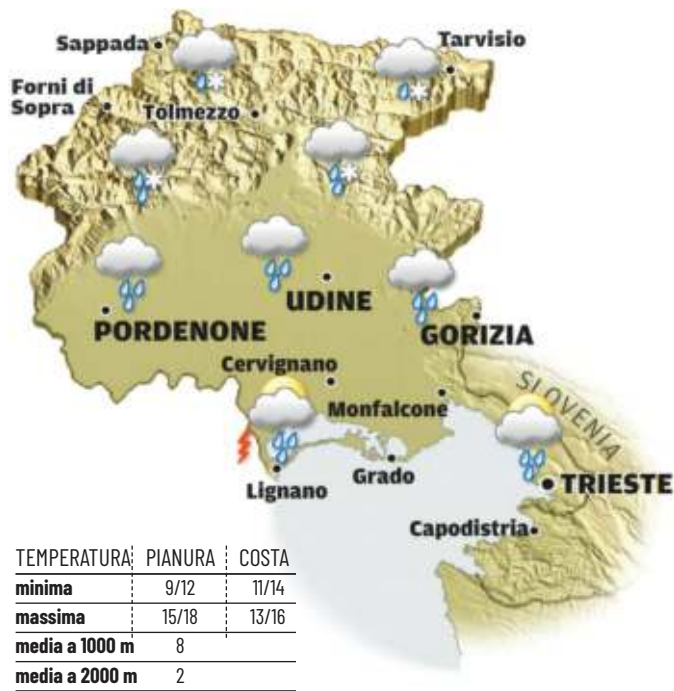 Sappada
Tarvisio
Forni di
Sopra
Tolmezzo
UDINE
PORDENONE
GORIZIA
Cervignano
Monfalcone
SLOVENIA
Grado
Lignano
TRIESTE
Capodistria
TEMPERATURA PIANURA COSTA
minima 9/12 11/14
massima 15/18 13/16
media a 1000 m 8
media a 2000 m 2